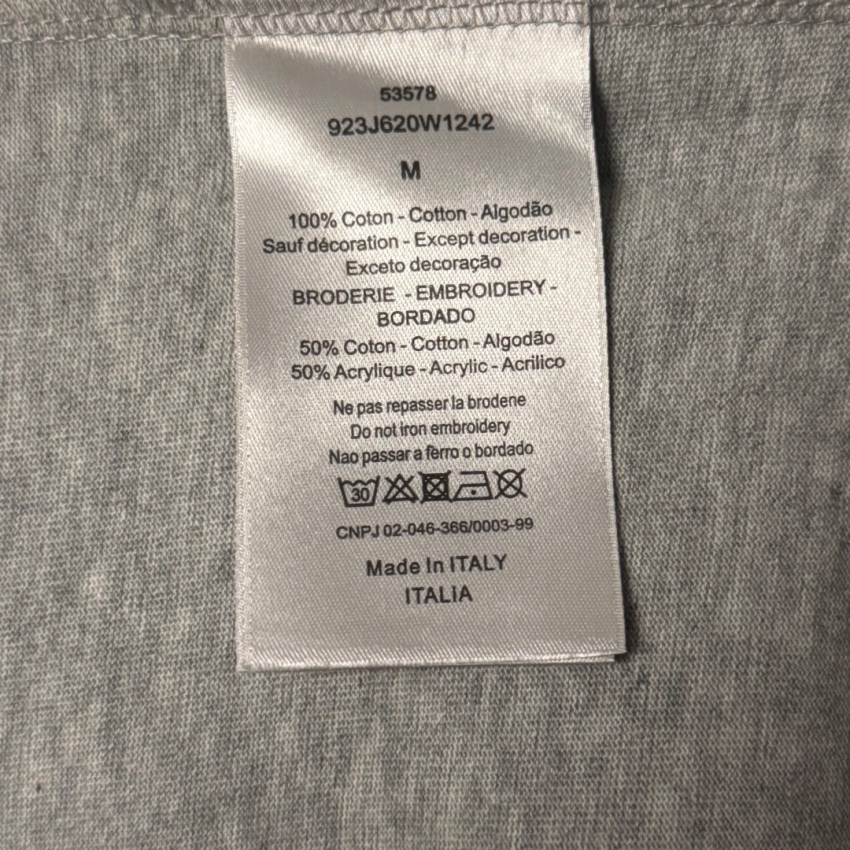 53578
923J620W1242
M
100% Coton - Cotton - Algodão
Sauf décoration - Except decoration -
Exceto decoração
BRODERIE - EMBROIDERY -
BORDADO
50% Coton - Cotton - Algodão
50% Acrylique - Acrylic - Acrilico
Ne pas repasser la brodene
Do not iron embroidery
Nao passar a ferro o bordado
30
CNPJ 02-046-366/0003-99
Made In ITALY
ITALIA